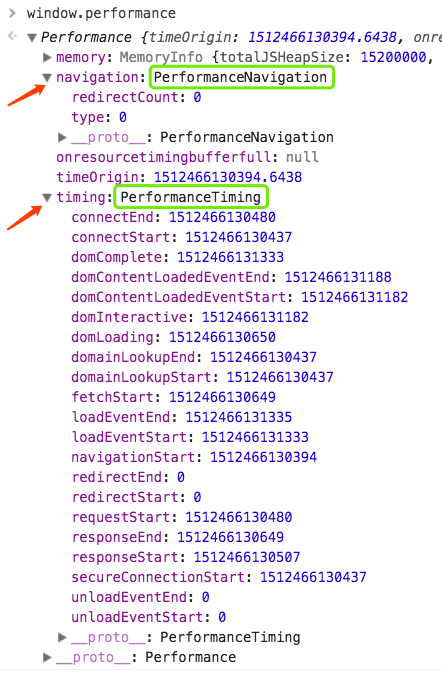 window.performance
Performance {timeOrigin: 1512466130394.6438, onre
memory: MemoryInfo {totalJSHeapSize: 15200000,
navigation: PerformanceNavigation
redirectCount: 0
type: 0
__proto__: PerformanceNavigation
onresourcetimingbufferfull: null
timeOrigin: 1512466130394.6438
timing: PerformanceTiming
connectEnd: 1512466130480
connectStart: 1512466130437
domComplete: 1512466131333
domContentLoadedEventEnd: 1512466131188
domContentLoadedEventStart: 1512466131182
domInteractive: 1512466131182
domLoading: 1512466130650
domainLookupEnd: 1512466130437
domainLookupStart: 1512466130437
fetchStart: 1512466130649
loadEventEnd: 1512466131335
loadEventStart: 1512466131333
navigationStart: 1512466130394
redirectEnd: 0
redirectStart: 0
requestStart: 1512466130480
responseEnd: 1512466130649
responseStart: 1512466130507
secureConnectionStart: 1512466130437
unloadEventEnd: 0
unloadEventStart: 0
__proto__: PerformanceTiming
__proto__: Performance